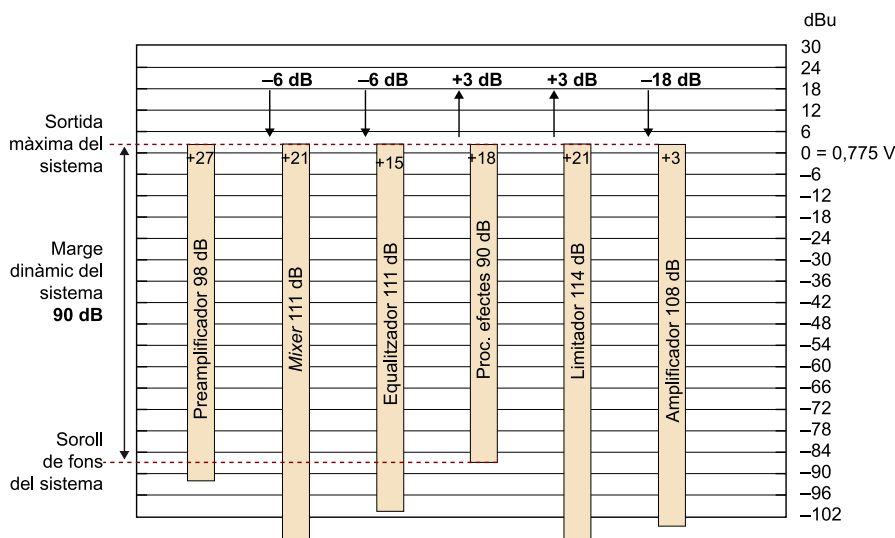 dBu
30
24
18
12
6
0 = 0,775 V
–6
–12
–18
–24
–30
–36
–42
–48
–54
–60
–66
–72
–78
–84
–90
–96
–102
–6 dB
–6 dB
+3 dB
+3 dB
–18 dB
Sortida
màxima del
sistema
Marge
dinàmic del
sistema
90 dB
Soroll
de fons
del sistema
+27
+21
+15
+18
+21
+3
Preamplificador 98 dB
Mixer 111 dB
Equalitzador 111 dB
Proc. efectes 90 dB
Limitador 114 dB
Amplificador 108 dB